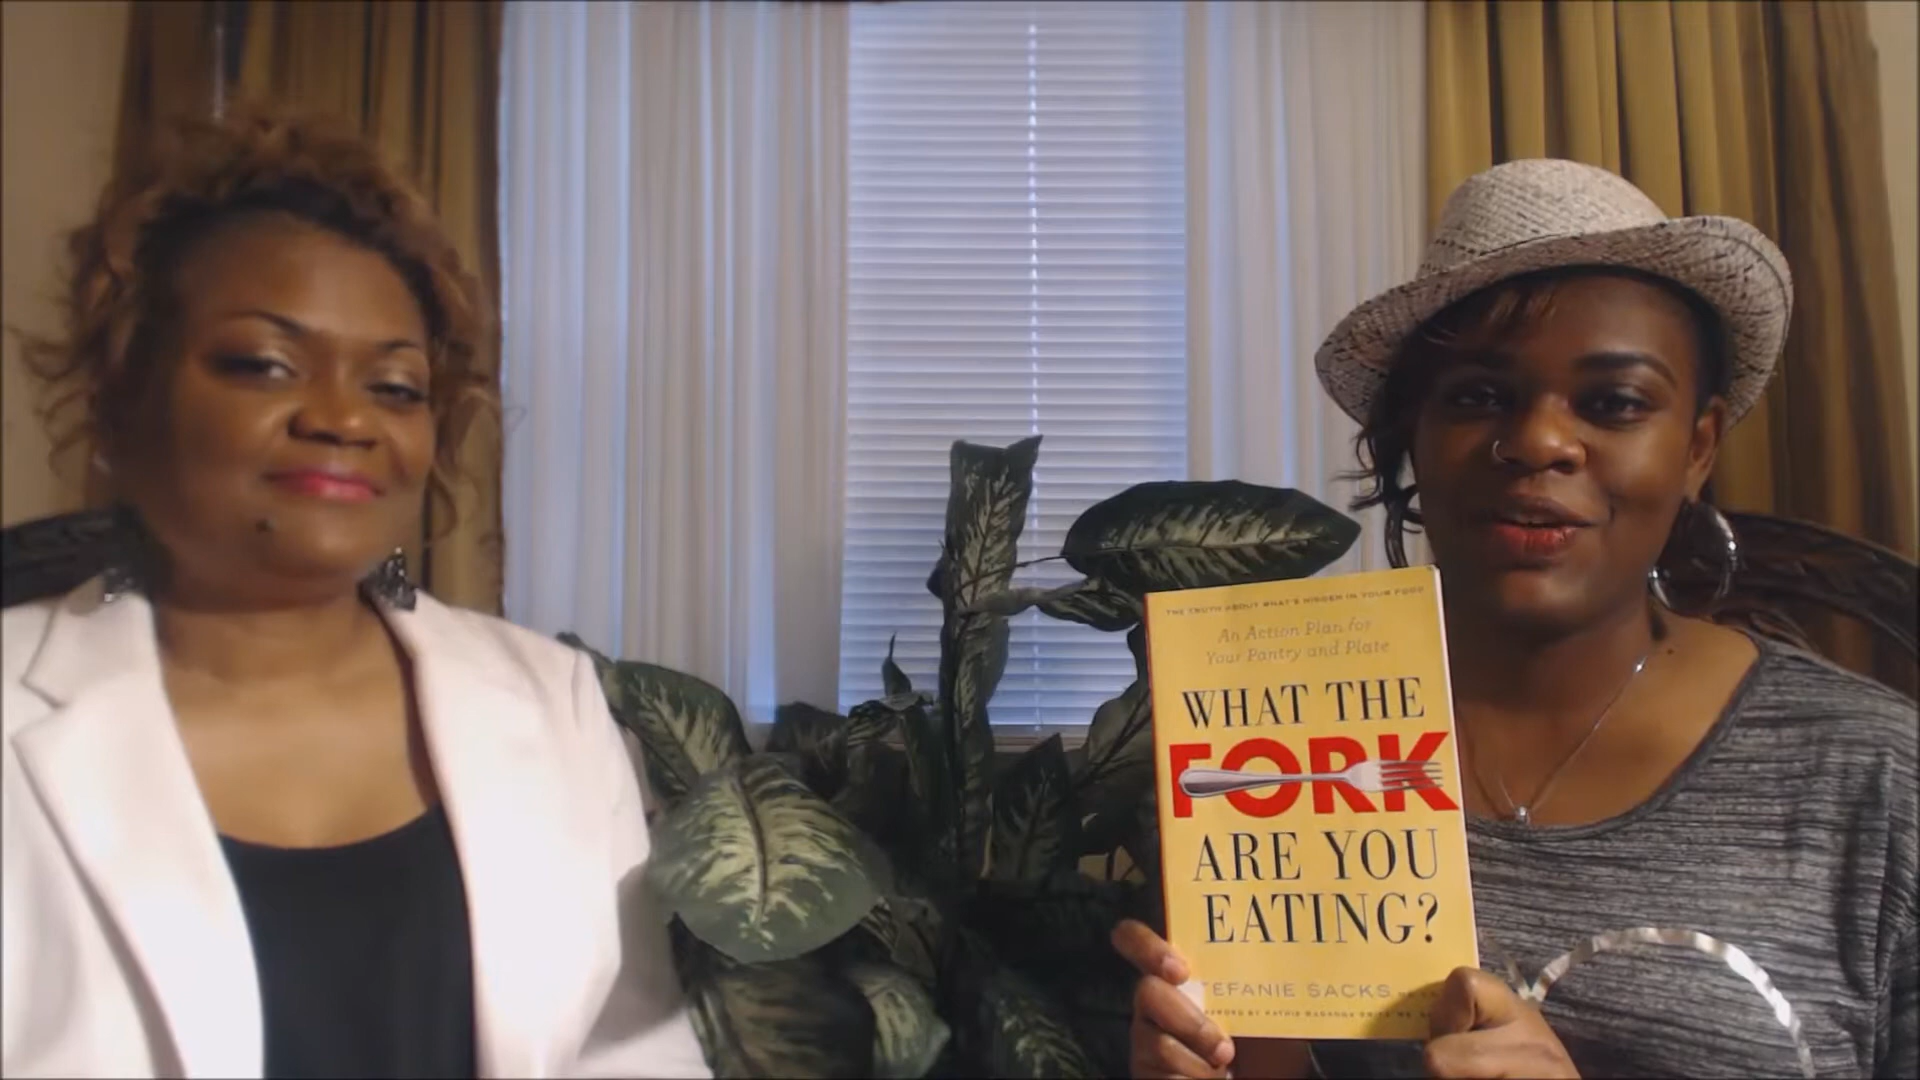 THE TRUTH ABOUT WHAT'S HIDDEN IN YOUR FOOD
An Action Plan for
Your Pantry and Plate
WHAT THE
FORK
ARE YOU
EATING?
TEFANIE SACKS